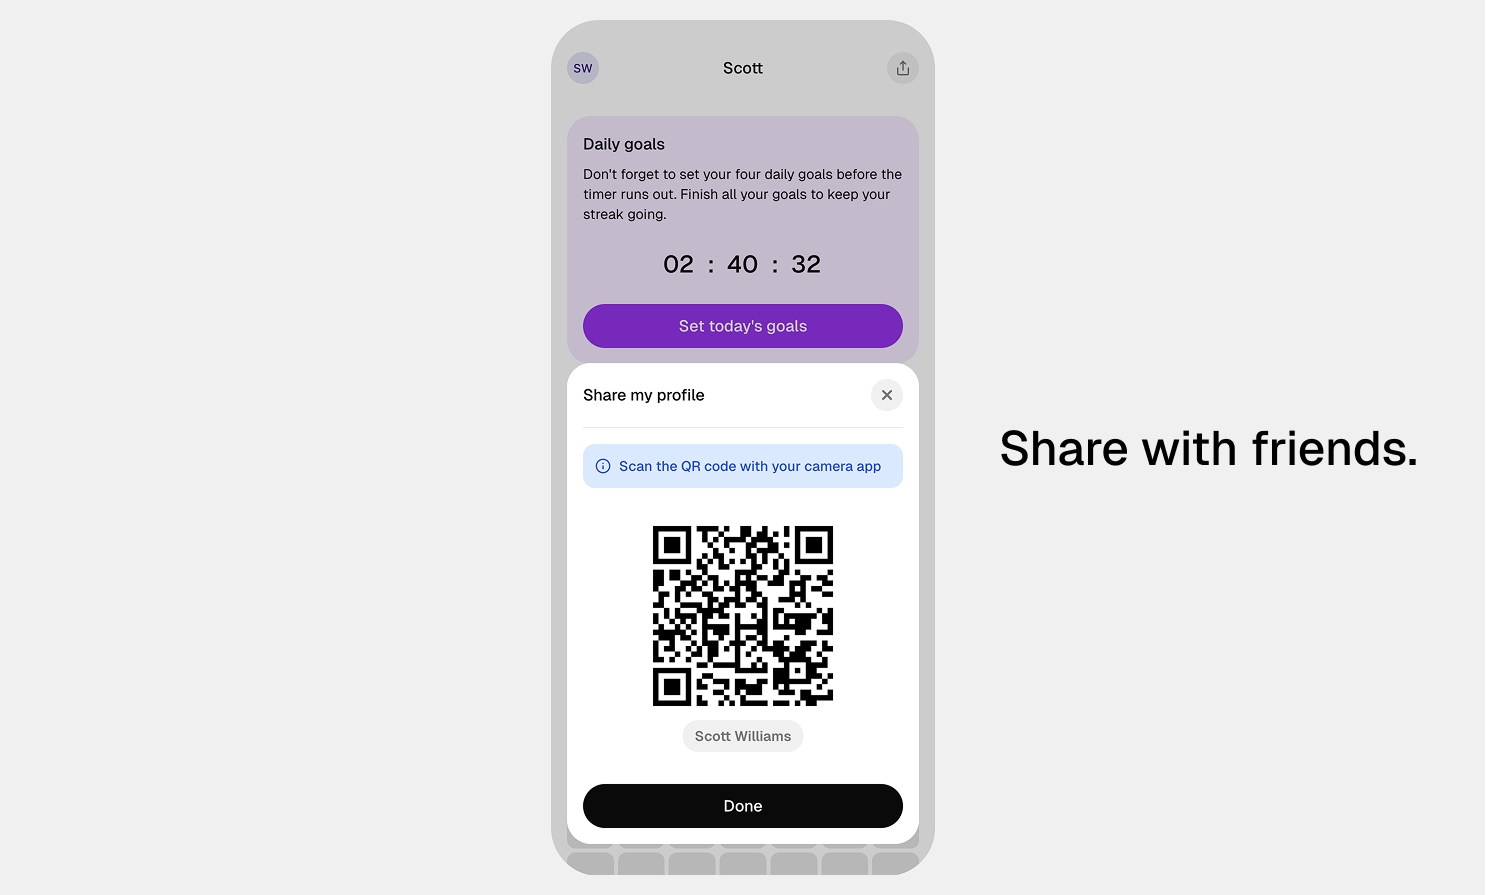 SW
Scott
Daily goals
Don't forget to set your four daily goals before the
timer runs out. Finish all your goals to keep your
streak going.
02 : 40 : 32
Set today's goals
Share my profile
Scan the QR code with your camera app
Scott Williams
Done
Share with friends.